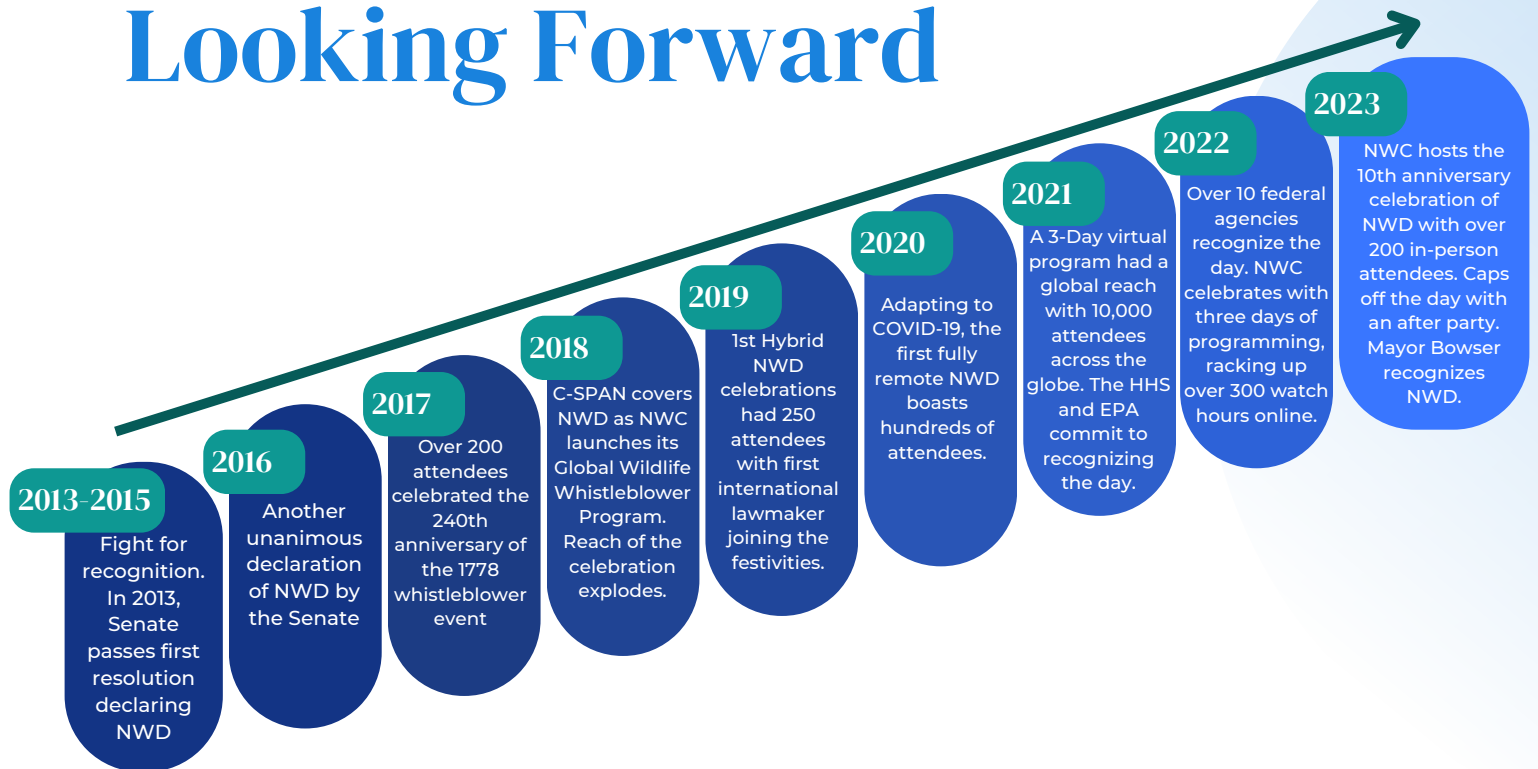 Looking Forward
2013-2015
Fight for
recognition.
In 2013,
Senate
passes first
resolution
declaring
NWD
2016
Another
unanimous
declaration
of NWD by
the Senate
2017
Over 200
attendees
celebrated the
240th
anniversary of
the 1778
whistleblower
event
2018
C-SPAN covers
NWD as NWC
launches its
Global Wildlife
Whistleblower
Program.
Reach of the
celebration
explodes.
2019
1st Hybrid
NWD
celebrations
had 250
attendees
with first
international
lawmaker
joining the
festivities.
2020
Adapting to
COVID-19, the
first fully
remote NWD
boasts
hundreds of
attendees.
2021
A 3-Day virtual
program had a
global reach
with 10,000
attendees
across the
globe. The HHS
and EPA
commit to
recognizing
the day.
2022
Over 10 federal
agencies
recognize the
day. NWC
celebrates with
three days of
programming,
racking up
over 300 watch
hours online.
2023
NWC hosts the
10th anniversary
celebration of
NWD with over
200 in-person
attendees. Caps
off the day with
an after party.
Mayor Bowser
recognizes
NWD.